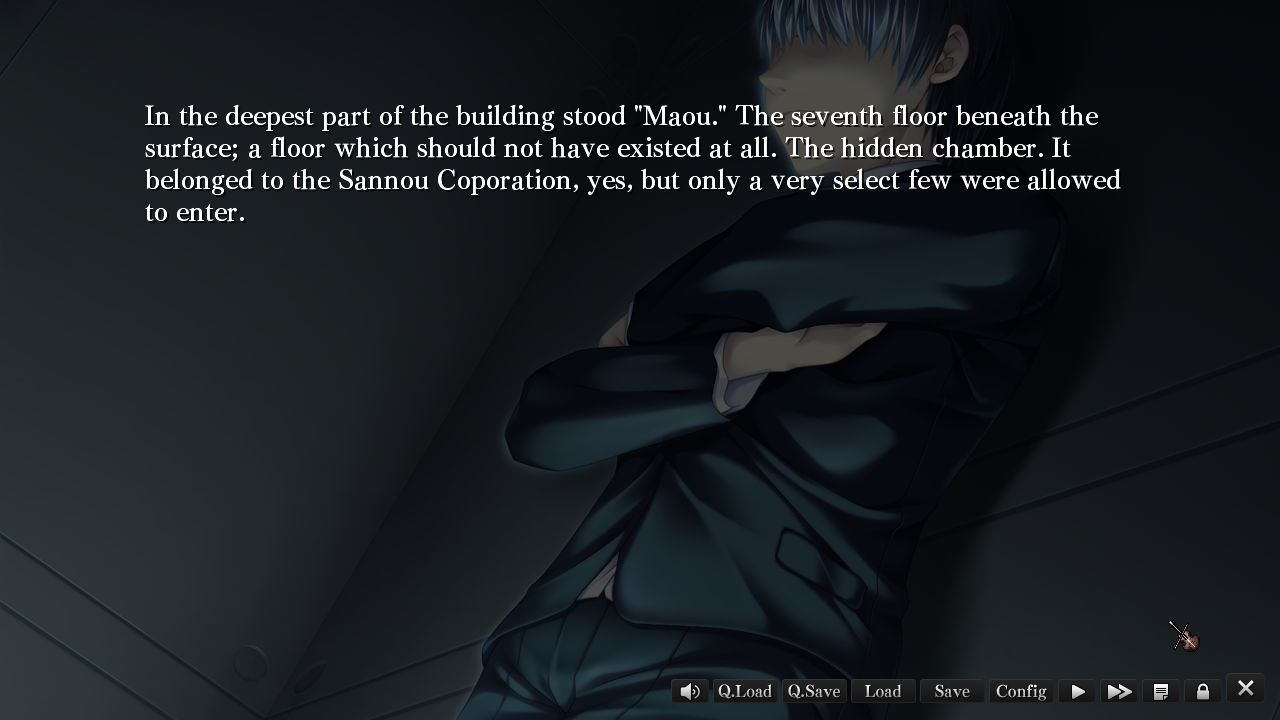 In the deepest part of the building stood "Maou." The seventh floor beneath the
surface; a floor which should not have existed at all. The hidden chamber. It
belonged to the Sannou Coporation, yes, but only a very select few were allowed
to enter.
Q.Load Q.Save Load Save Config